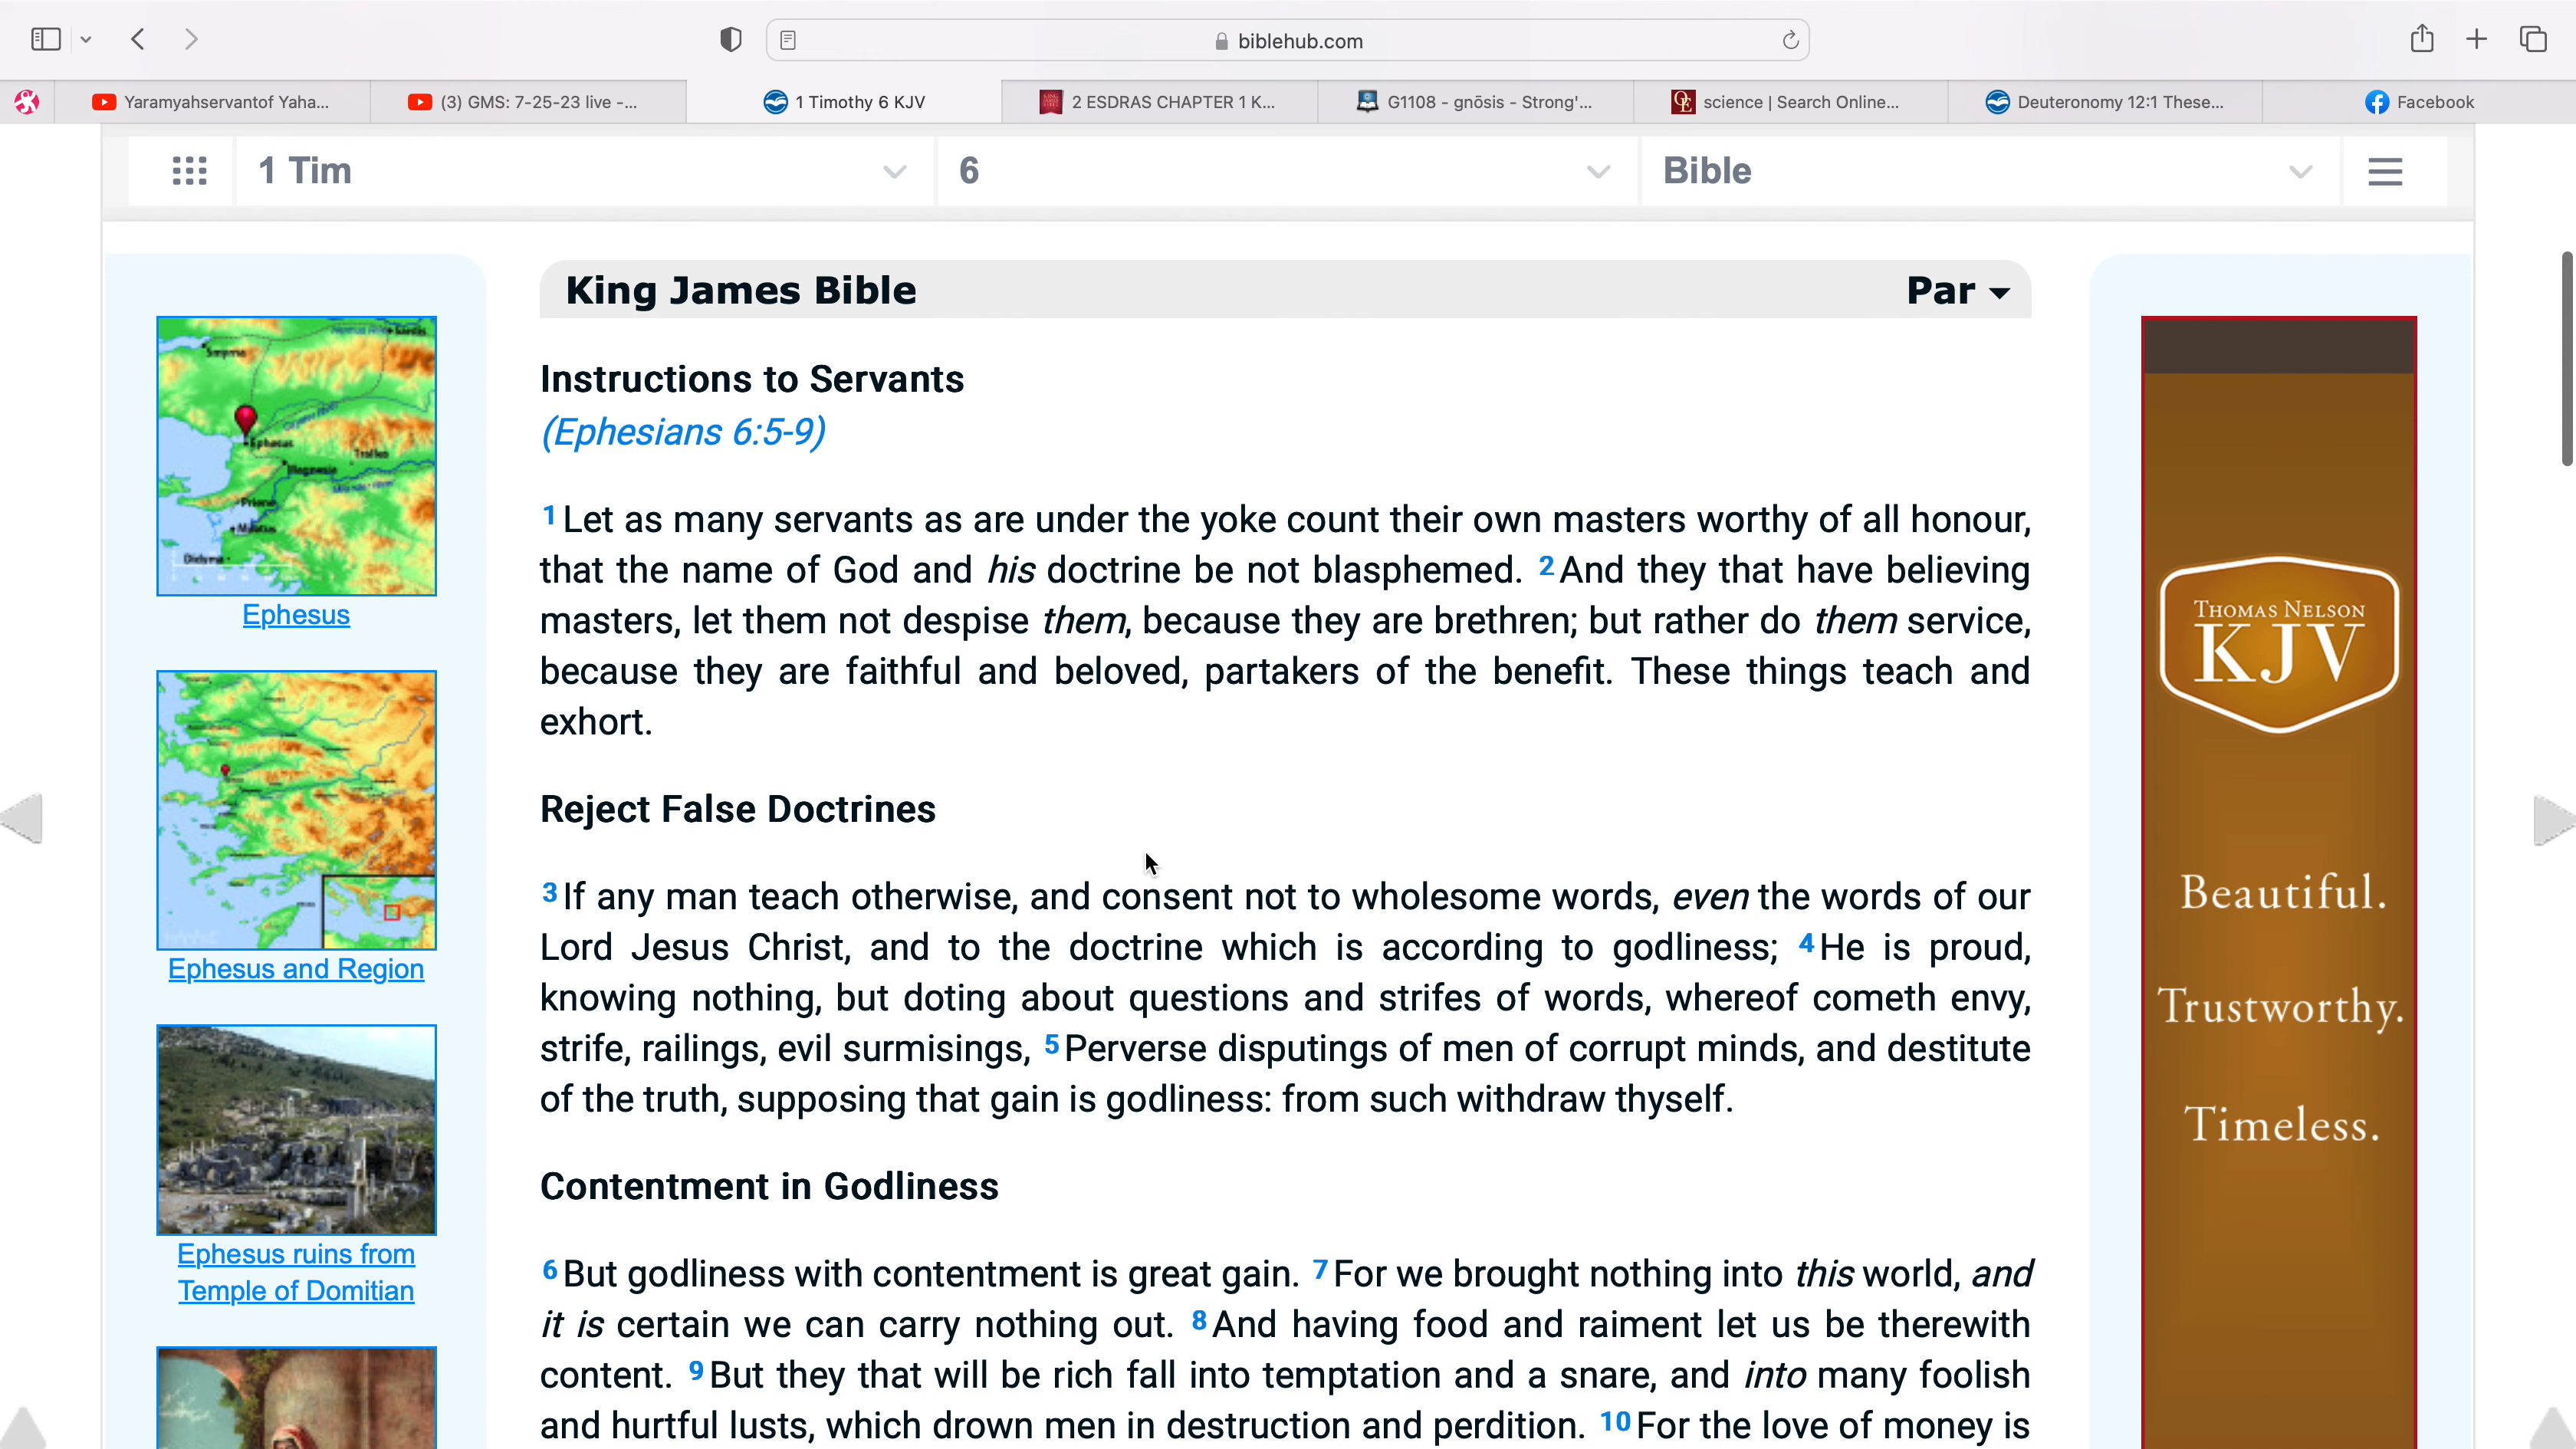 biblehub.com
Yaramyahservantof Yaha...
(3) GMS: 7-25-23 live -...
1 Timothy 6 KJV
2 ESDRAS CHAPTER 1 K...
G1108 - gnōsis - Strong'...
OE
science | Search Online...
Deuteronomy 12:1 These...
Facebook
1 Tim
6
Bible
King James Bible
Par
Smyrna
Ephesus
Magnesia
Tralles
Priene
Miletus
Didyma
Ephesus
Ephesus and Region
Ephesus ruins from
Temple of Domitian
Instructions to Servants
(Ephesians 6:5-9)
1 Let as many servants as are under the yoke count their own masters worthy of all honour,
that the name of God and his doctrine be not blasphemed. 2 And they that have believing
masters, let them not despise them, because they are brethren; but rather do them service,
because they are faithful and beloved, partakers of the benefit. These things teach and
exhort.
Reject False Doctrines
3 If any man teach otherwise, and consent not to wholesome words, even the words of our
Lord Jesus Christ, and to the doctrine which is according to godliness; 4 He is proud,
knowing nothing, but doting about questions and strifes of words, whereof cometh envy,
strife, railings, evil surmisings, 5 Perverse disputings of men of corrupt minds, and destitute
of the truth, supposing that gain is godliness: from such withdraw thyself.
Contentment in Godliness
6 But godliness with contentment is great gain. 7 For we brought nothing into this world, and
it is certain we can carry nothing out. 8 And having food and raiment let us be therewith
content. 9 But they that will be rich fall into temptation and a snare, and into many foolish
and hurtful lusts, which drown men in destruction and perdition. 10 For the love of money is
THOMAS NELSON
KJV
Beautiful.
Trustworthy.
Timeless.